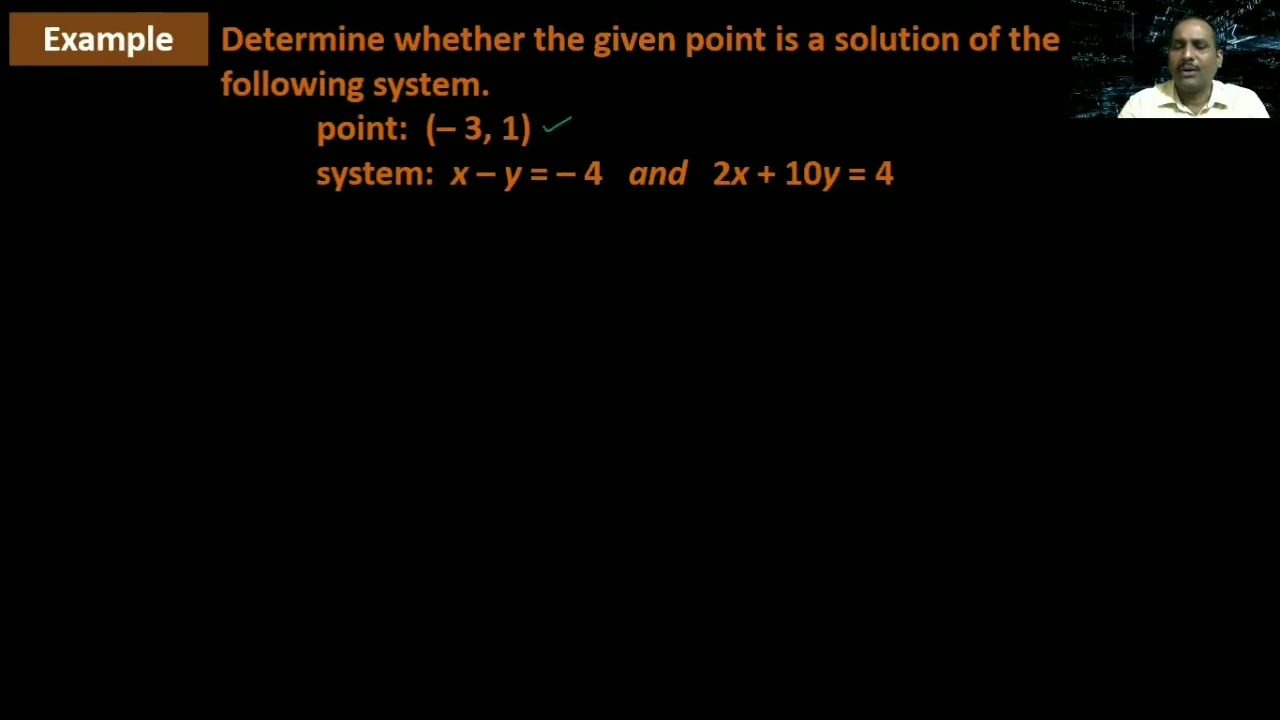 Example
Determine whether the given point is a solution of the
following system.
point: (– 3, 1)
system: x – y = – 4 and 2x + 10y = 4